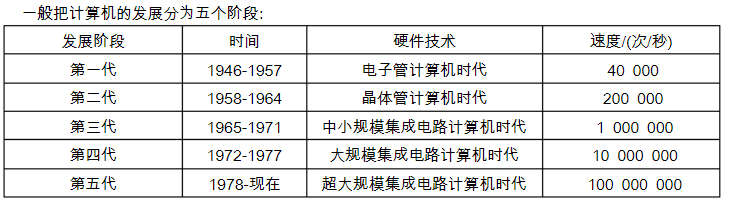 一般把计算机的发展分为五个阶段：
发展阶段 时间 硬件技术 速度/(次/秒)
第一代 1946-1957 电子管计算机时代 40 000
第二代 1958-1964 晶体管计算机时代 200 000
第三代 1965-1971 中小规模集成电路计算机时代 1 000 000
第四代 1972-1977 大规模集成电路计算机时代 10 000 000
第五代 1978-现在 超大规模集成电路计算机时代 100 000 000